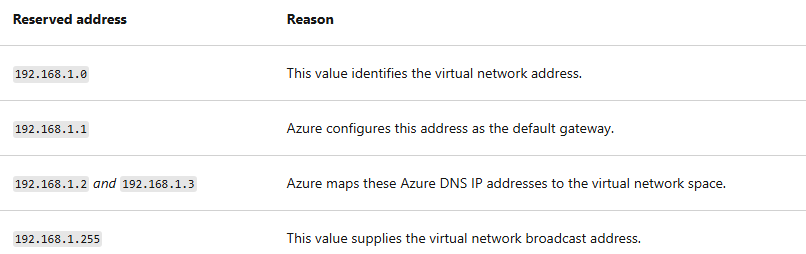 Reserved address Reason
192.168.1.0 This value identifies the virtual network address.
192.168.1.1 Azure configures this address as the default gateway.
192.168.1.2 and 192.168.1.3 Azure maps these Azure DNS IP addresses to the virtual network space.
192.168.1.255 This value supplies the virtual network broadcast address.